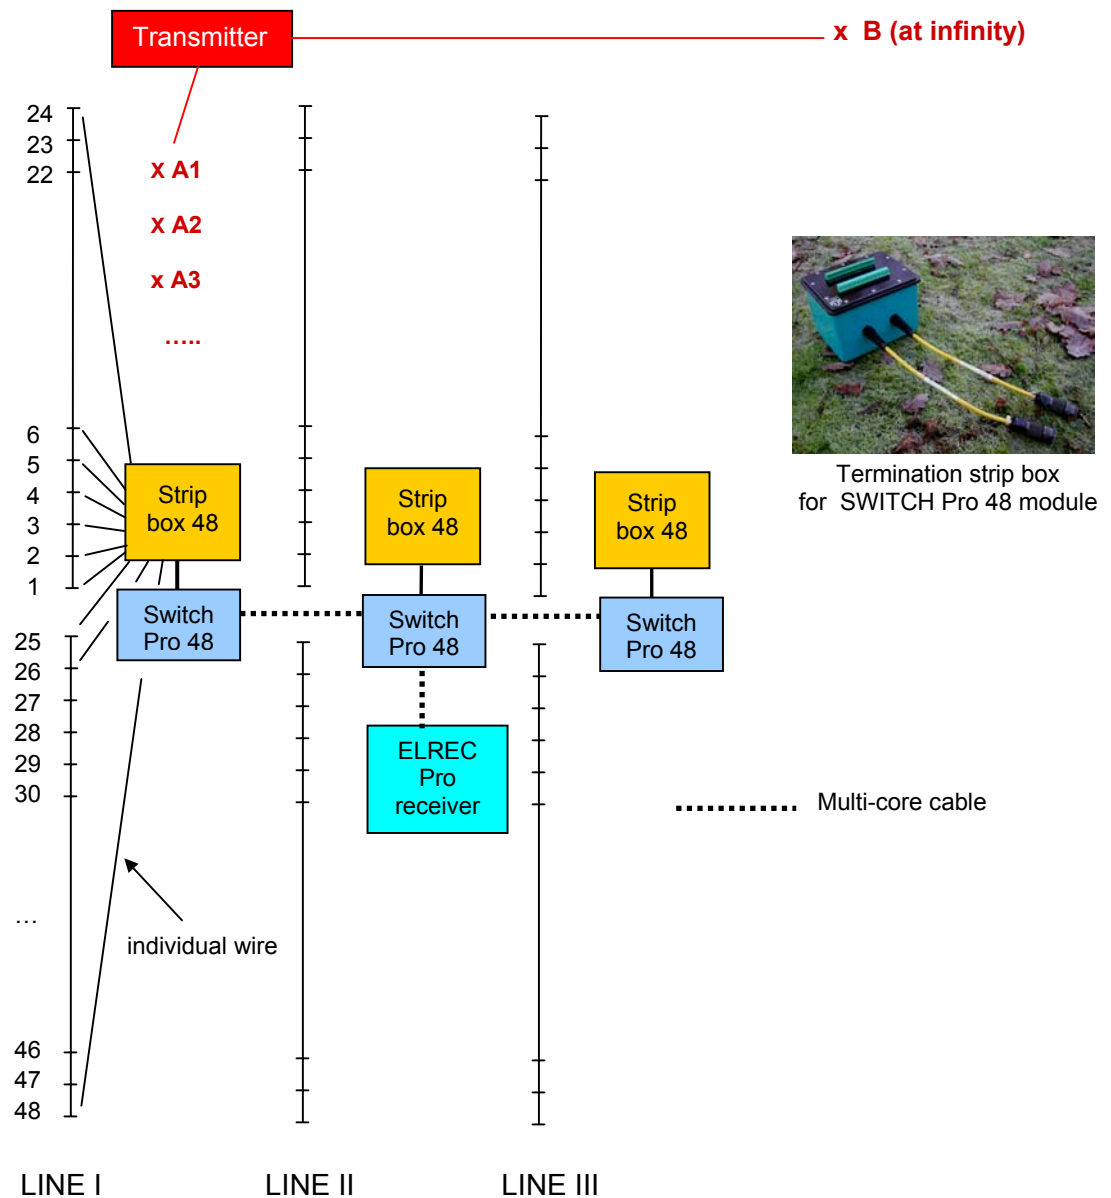 Transmitter
x B (at infinity)
24
23
22
x A1
x A2
x A3
.....
6
5
4
3
2
1
Strip
box 48
Strip
box 48
Strip
box 48
Termination strip box
for SWITCH Pro 48 module
Switch
Pro 48
Switch
Pro 48
Switch
Pro 48
25
26
27
28
29
30
ELREC
Pro
receiver
Multi-core cable
...
individual wire
46
47
48
LINE I
LINE II
LINE III